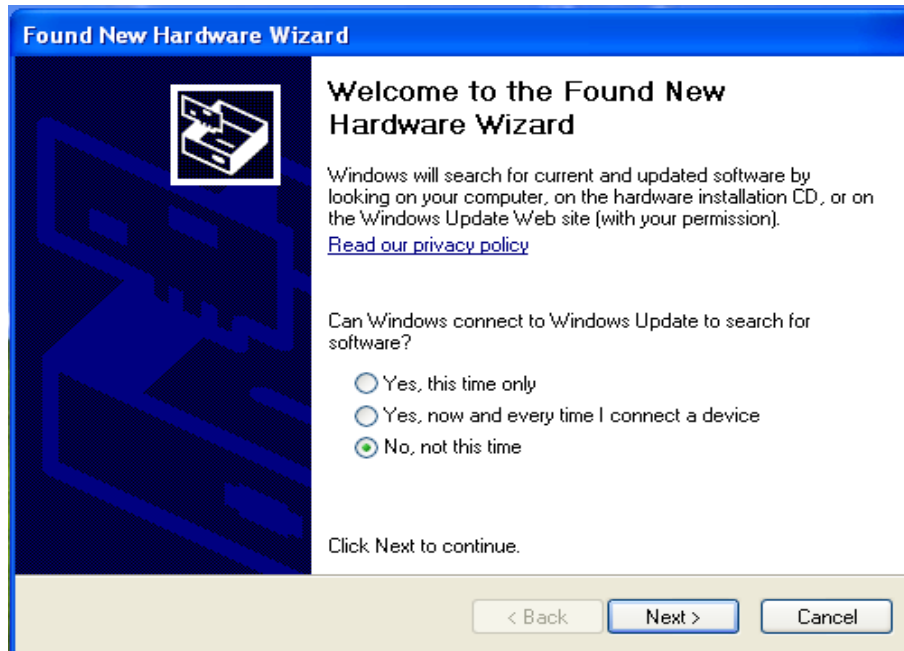 Found New Hardware Wizard
Welcome to the Found New
Hardware Wizard
Windows will search for current and updated software by
looking on your computer, on the hardware installation CD, or on
the Windows Update Web site (with your permission).
Read our privacy policy
Can Windows connect to Windows Update to search for
software?
Yes, this time only
Yes, now and every time I connect a device
No, not this time
Click Next to continue.
< Back Next > Cancel